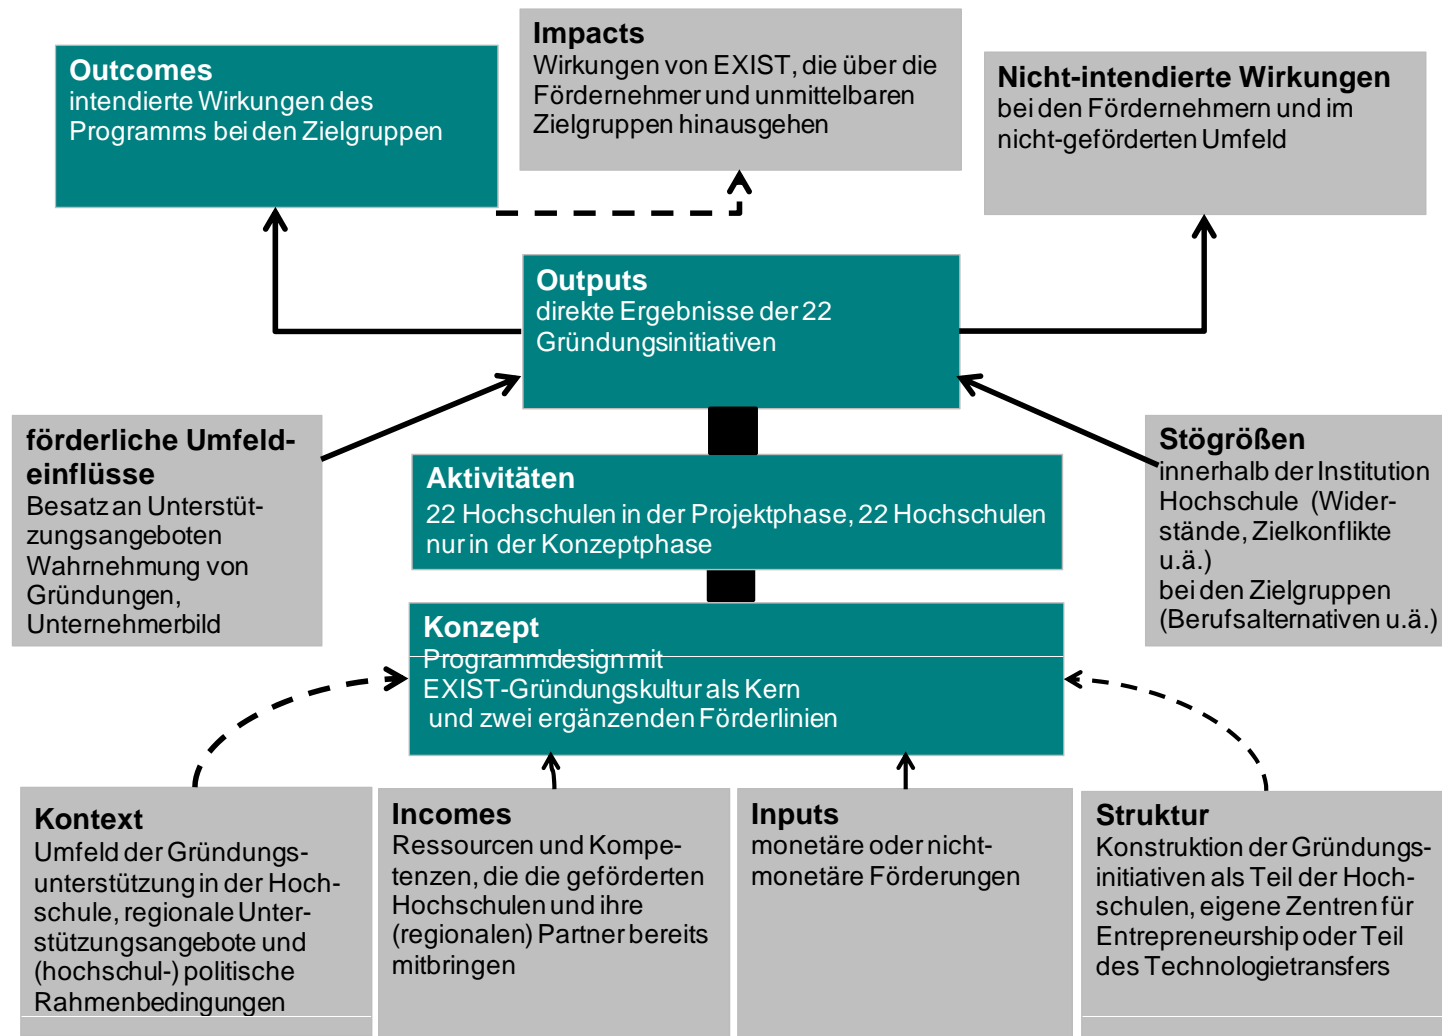 Outcomes
intendierte Wirkungen des
Programms bei den Zielgruppen
Impacts
Wirkungen von EXIST, die über die
Fördernehmer und unmittelbaren
Zielgruppen hinausgehen
Nicht-intendierte Wirkungen
bei den Fördernehmern und im
nicht-geförderten Umfeld
Outputs
direkte Ergebnisse der 22
Gründungsinitiativen
förderliche Umfeld-
einflüsse
Besatz an Unterstüt-
zungsangeboten
Wahrnehmung von
Gründungen,
Unternehmerbild
Aktivitäten
22 Hochschulen in der Projektphase, 22 Hochschulen
nur in der Konzeptphase
Stögrößen
innerhalb der Institution
Hochschule (Wider-
stände, Zielkonflikte
u.ä.)
bei den Zielgruppen
(Berufsalternativen u.ä.)
Konzept
Programmdesign mit
EXIST-Gründungskultur als Kern
und zwei ergänzenden Förderlinien
Kontext
Umfeld der Gründungs-
unterstützung in der Hoch-
schule, regionale Unter-
stützungsangebote und
(hochschul-) politische
Rahmenbedingungen
Incomes
Ressourcen und Kompe-
tenzen, die die geförderten
Hochschulen und ihre
(regionalen) Partner bereits
mitbringen
Inputs
monetäre oder nicht-
monetäre Förderungen
Struktur
Konstruktion der Gründungs-
initiativen als Teil der Hoch-
schulen, eigene Zentren für
Entrepreneurship oder Teil
des Technologietransfers